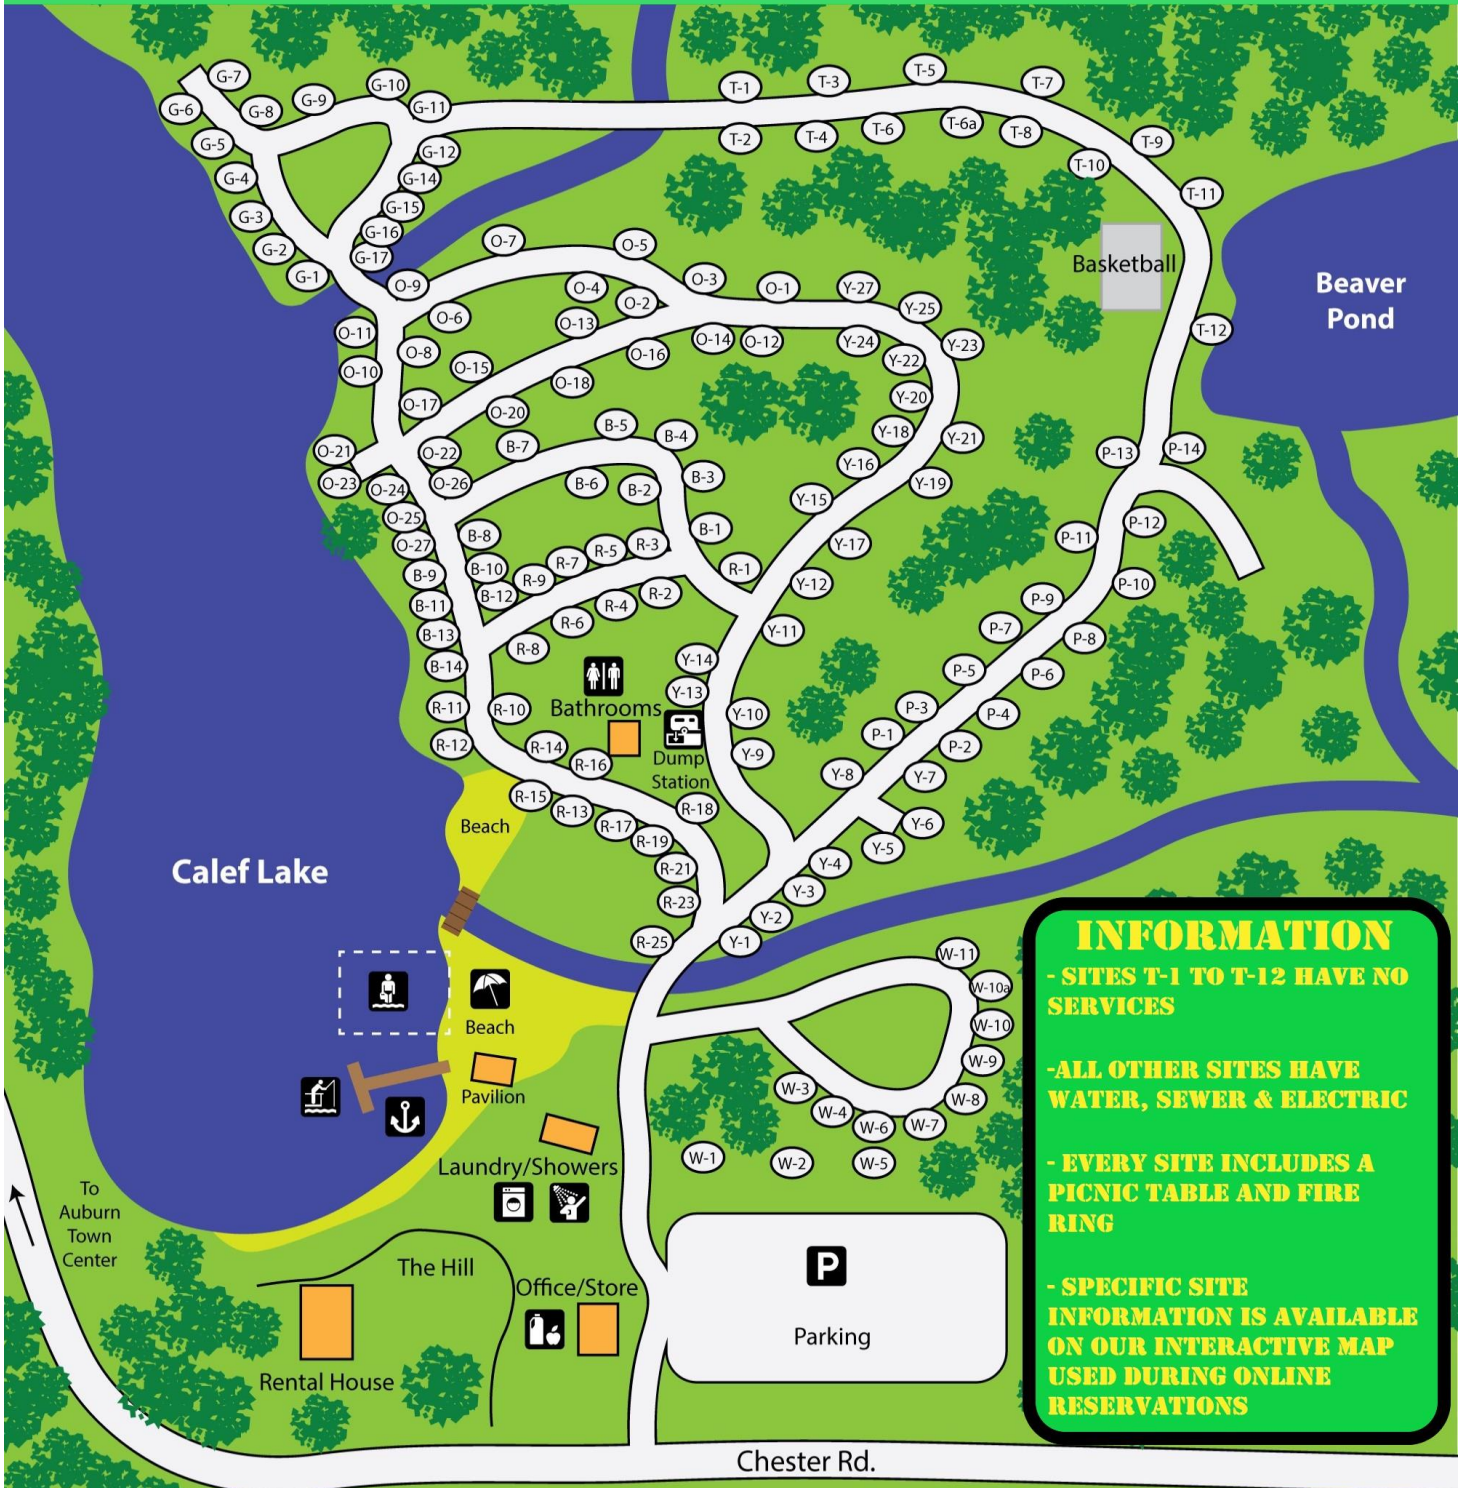 G-7
G-6
G-8
G-9
G-10
G-11
G-5
G-12
G-4
G-14
G-3
G-15
G-2
G-16
G-1
G-17
T-1
T-3
T-5
T-7
T-2
T-4
T-6
T-6a
T-8
T-9
T-10
T-11
T-12
Basketball
Beaver
Pond
O-9
O-7
O-5
O-3
O-1
Y-27
Y-25
O-4
O-2
O-6
O-13
O-11
O-8
O-10
O-15
O-16
O-14
O-12
Y-24
Y-22
Y-23
O-18
O-17
O-20
Y-20
Y-18
Y-21
B-5
B-4
B-7
O-21
O-22
O-23
O-24
O-26
B-6
B-2
B-3
Y-16
Y-19
Y-15
O-25
O-27
B-8
B-1
Y-17
R-3
R-5
R-7
R-9
B-10
B-12
B-9
B-11
B-13
B-14
R-1
Y-12
R-2
R-4
R-6
R-8
Y-11
Y-14
Y-13
P-13
P-14
P-11
P-12
P-10
P-9
P-7
P-8
P-5
P-6
P-3
P-4
P-1
P-2
Bathrooms
Dump
Station
Y-10
Y-9
R-11
R-10
R-12
R-14
R-16
R-15
R-13
R-17
R-18
R-19
R-21
R-23
R-25
Y-8
Y-7
Y-6
Y-5
Y-4
Y-3
Y-2
Y-1
Beach
Calef Lake
Beach
Pavilion
Laundry/Showers
W-11
W-10a
W-10
W-9
W-8
W-7
W-3
W-4
W-6
W-1
W-2
W-5
To
Auburn
Town
Center
The Hill
Rental House
Office/Store
P
Parking
Chester Rd.
INFORMATION
- SITES T-1 TO T-12 HAVE NO
SERVICES
-ALL OTHER SITES HAVE
WATER, SEWER & ELECTRIC
- EVERY SITE INCLUDES A
PICNIC TABLE AND FIRE
RING
- SPECIFIC SITE
INFORMATION IS AVAILABLE
ON OUR INTERACTIVE MAP
USED DURING ONLINE
RESERVATIONS